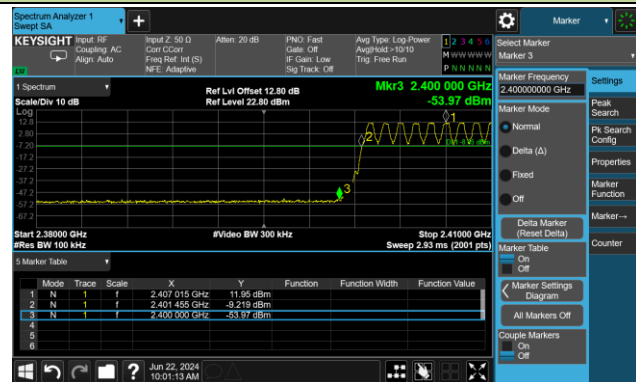 Spectrum Analyzer 1
Swept SA
Marker
KEYSIGHT
Input: RF
Coupling: AC
Align: Auto
Input Z: 50 Ω
Corr CCorr
Freq Ref: Int (S)
NFE: Adaptive
Atten: 20 dB
PNO: Fast
Gate: Off
IF Gain: Low
Sig Track: Off
Avg Type: Log-Power
Avg|Hold:>10/10
Trig: Free Run
1 2 3 4 5 6
M W W W W W
P N N N N N
LXI
1 Spectrum
Scale/Div 10 dB
Ref Lvl Offset 12.80 dB
Ref Level 22.80 dBm
Mkr3 2.400 000 GHz
-53.97 dBm
Log
12.8
2.80
-7.20
-17.2
-27.2
-37.2
-47.2
-57.2
-67.2
1
2
3
Start 2.38000 GHz
#Video BW 300 kHz
Stop 2.41000 GHz
#Res BW 100 kHz
Sweep 2.93 ms (2001 pts)
5 Marker Table
Mode Trace Scale X Y Function Function Width Function Value
1 N 1 f 2.407 015 GHz 11.95 dBm
2 N 1 f 2.401 455 GHz -9.219 dBm
3 N 1 f 2.400 000 GHz -53.97 dBm
4
5
6
Select Marker
Marker 3
Marker Frequency
2.400000000 GHz
Marker Mode
Normal
Delta (Δ)
Fixed
Off
Delta Marker
(Reset Delta)
Marker Table
On
Off
Marker Settings
Diagram
All Markers Off
Couple Markers
On
Off
Settings
Peak
Search
Pk Search
Config
Properties
Marker
Function
Marker→
Counter
?
Jun 22, 2024
10:01:13 AM